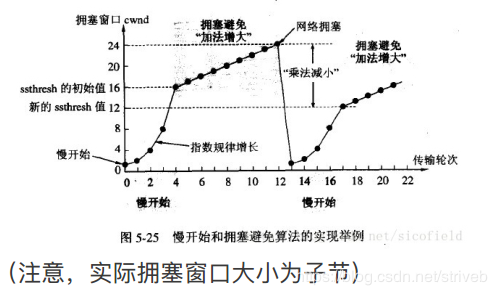 拥塞窗口 cwnd
拥塞避免
“加法增大”
网络拥塞
拥塞避免
“加法增大”
24
20
ssthresh 的初始值 16
“乘法减小”
新的 ssthresh 值 12
8
4
0
指数规律增长
慢开始
传输轮次
0 2 4 6 8 10 12 14 16 18 20 22
慢开始
慢开始
图 5-25 慢开始和拥塞避免算法的实现举例
net/sicofield
(注意，实际拥塞窗口大小为子节)
https://blog.csdn.net/striveb